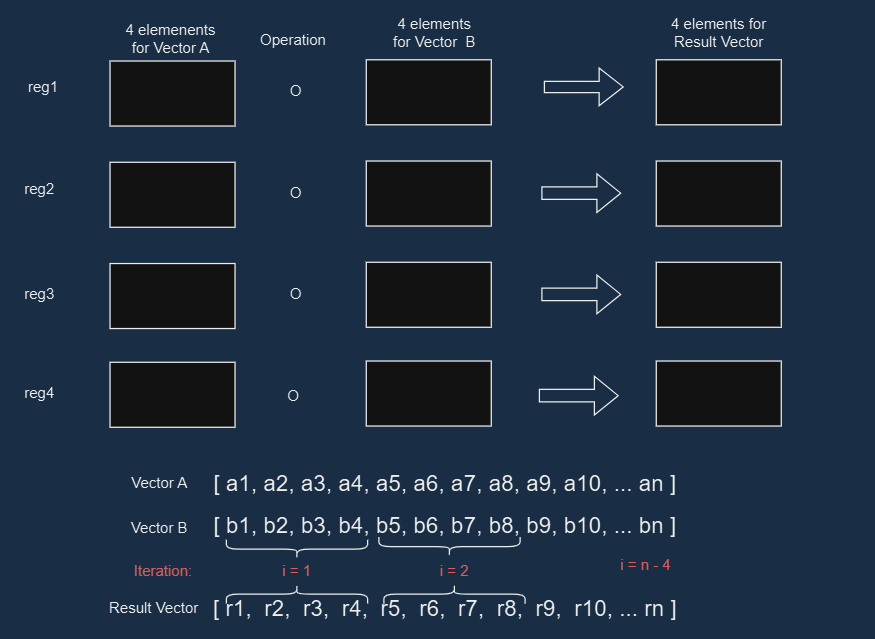 4 elemenents
for Vector A
Operation
4 elements
for Vector B
4 elements for
Result Vector
reg1
O
reg2
O
reg3
O
reg4
O
Vector A [ a1, a2, a3, a4, a5, a6, a7, a8, a9, a10, ... an ]
Vector B [ b1, b2, b3, b4, b5, b6, b7, b8, b9, b10, ... bn ]
Iteration: i = 1 i = 2 i = n - 4
Result Vector [ r1, r2, r3, r4, r5, r6, r7, r8, r9, r10, ... rn ]